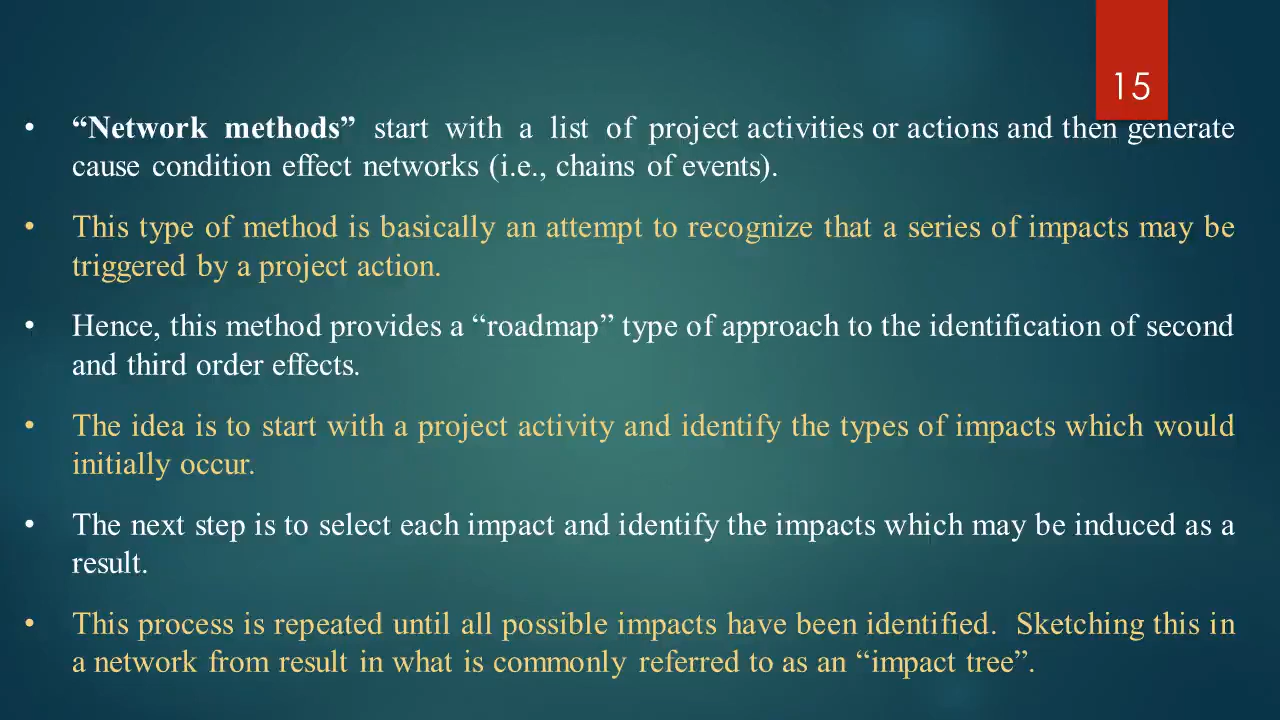 15
• “Network methods” start with a list of project activities or actions and then generate
cause condition effect networks (i.e., chains of events).
• This type of method is basically an attempt to recognize that a series of impacts may be
triggered by a project action.
• Hence, this method provides a “roadmap” type of approach to the identification of second
and third order effects.
• The idea is to start with a project activity and identify the types of impacts which would
initially occur.
• The next step is to select each impact and identify the impacts which may be induced as a
result.
• This process is repeated until all possible impacts have been identified. Sketching this in
a network from result in what is commonly referred to as an “impact tree”.